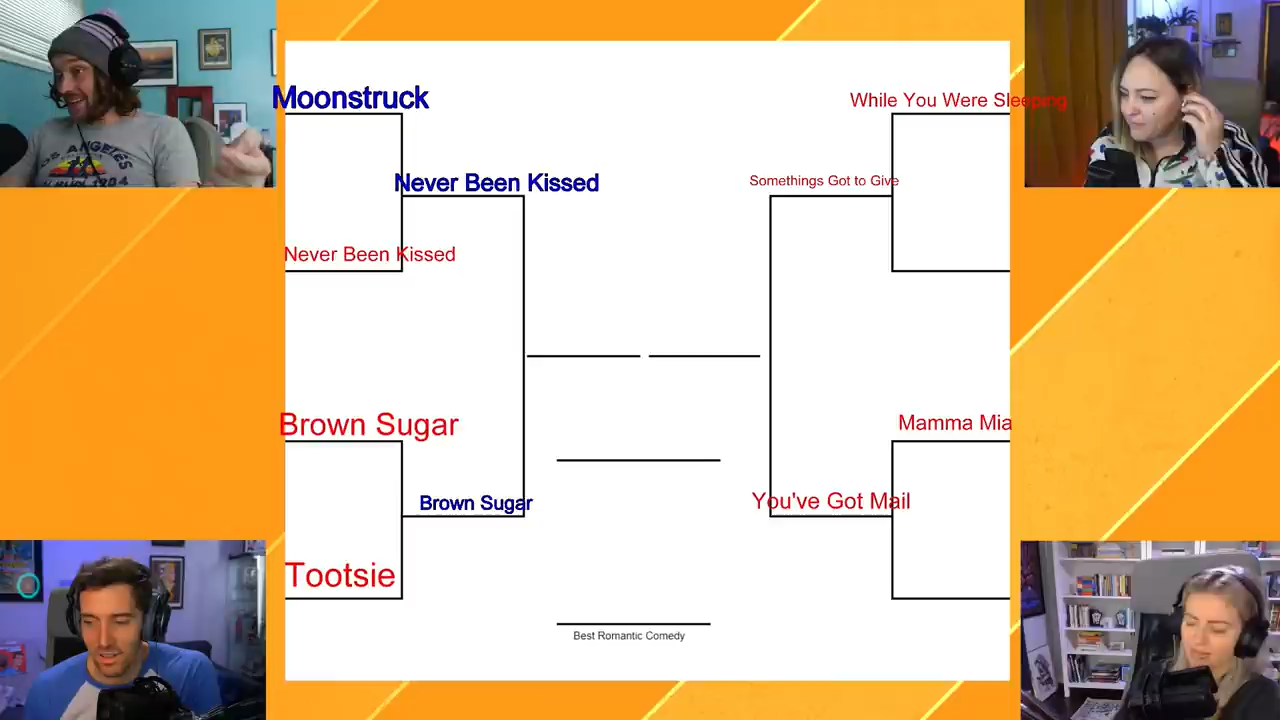 Moonstruck
While You Were Sleeping
Never Been Kissed
Somethings Got to Give
Never Been Kissed
Brown Sugar
Mamma Mia
Brown Sugar
You've Got Mail
Tootsie
Best Romantic Comedy